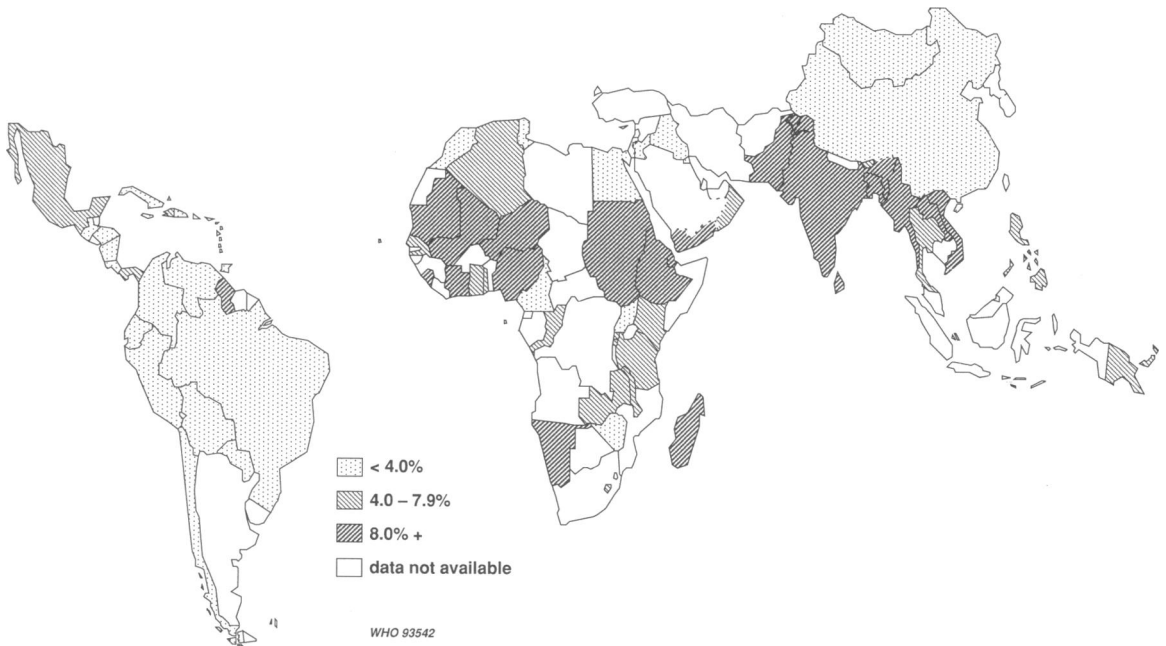 < 4.0%
4.0 – 7.9%
8.0% +
data not available
WHO 93542